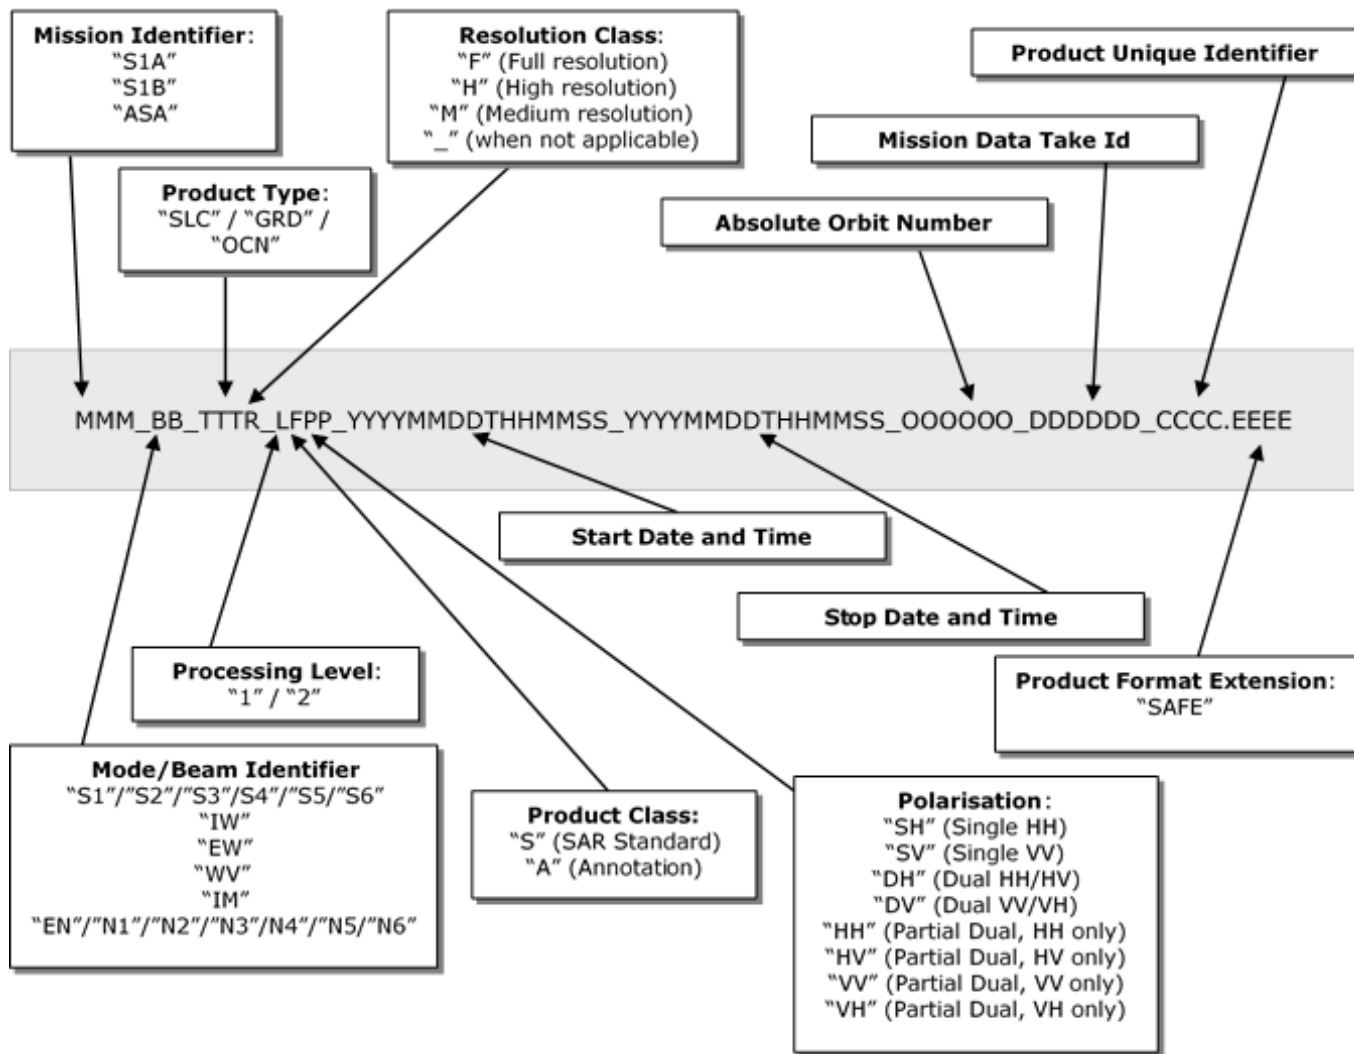 Mission Identifier:
“S1A”
“S1B”
“ASA”
Resolution Class:
“F” (Full resolution)
“H” (High resolution)
“M” (Medium resolution)
“_” (when not applicable)
Product Unique Identifier
Mission Data Take Id
Product Type:
“SLC” / “GRD” /
“OCN”
Absolute Orbit Number
MMM_BB_TTTR_LFPP_YYYYMMDDTHHMMSS_YYYYMMDDTHHMMSS_OOOOOO_DDDDDD_CCCC.EEEE
Start Date and Time
Stop Date and Time
Processing Level:
“1” / “2”
Product Format Extension:
“SAFE”
Mode/Beam Identifier
“S1”/”S2”/”S3”/S4”/”S5”/”S6”
“IW”
“EW”
“WV”
“IM”
“EN”/”N1”/”N2”/”N3”/N4”/”N5”/”N6”
Product Class:
“S” (SAR Standard)
“A” (Annotation)
Polarisation:
“SH” (Single HH)
“SV” (Single VV)
“DH” (Dual HH/HV)
“DV” (Dual VV/VH)
“HH” (Partial Dual, HH only)
“HV” (Partial Dual, HV only)
“VV” (Partial Dual, VV only)
“VH” (Partial Dual, VH only)